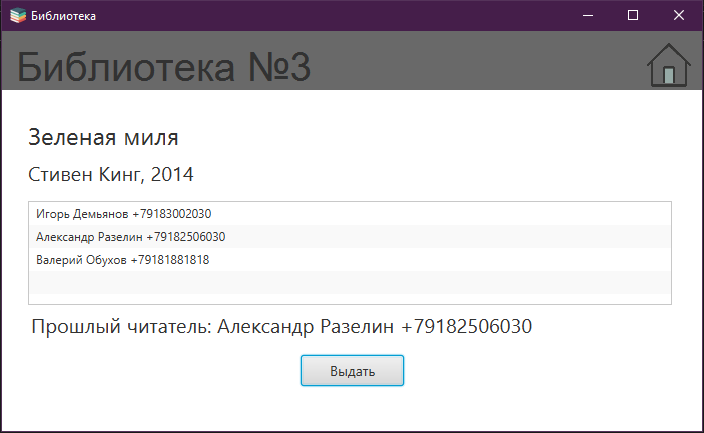 Библиотека
Библиотека №3
Зеленая миля
Стивен Кинг, 2014
Игорь Демьянов +79183002030
Александр Разелин +79182506030
Валерий Обухов +79181881818
Прошлый читатель: Александр Разелин +79182506030
Выдать